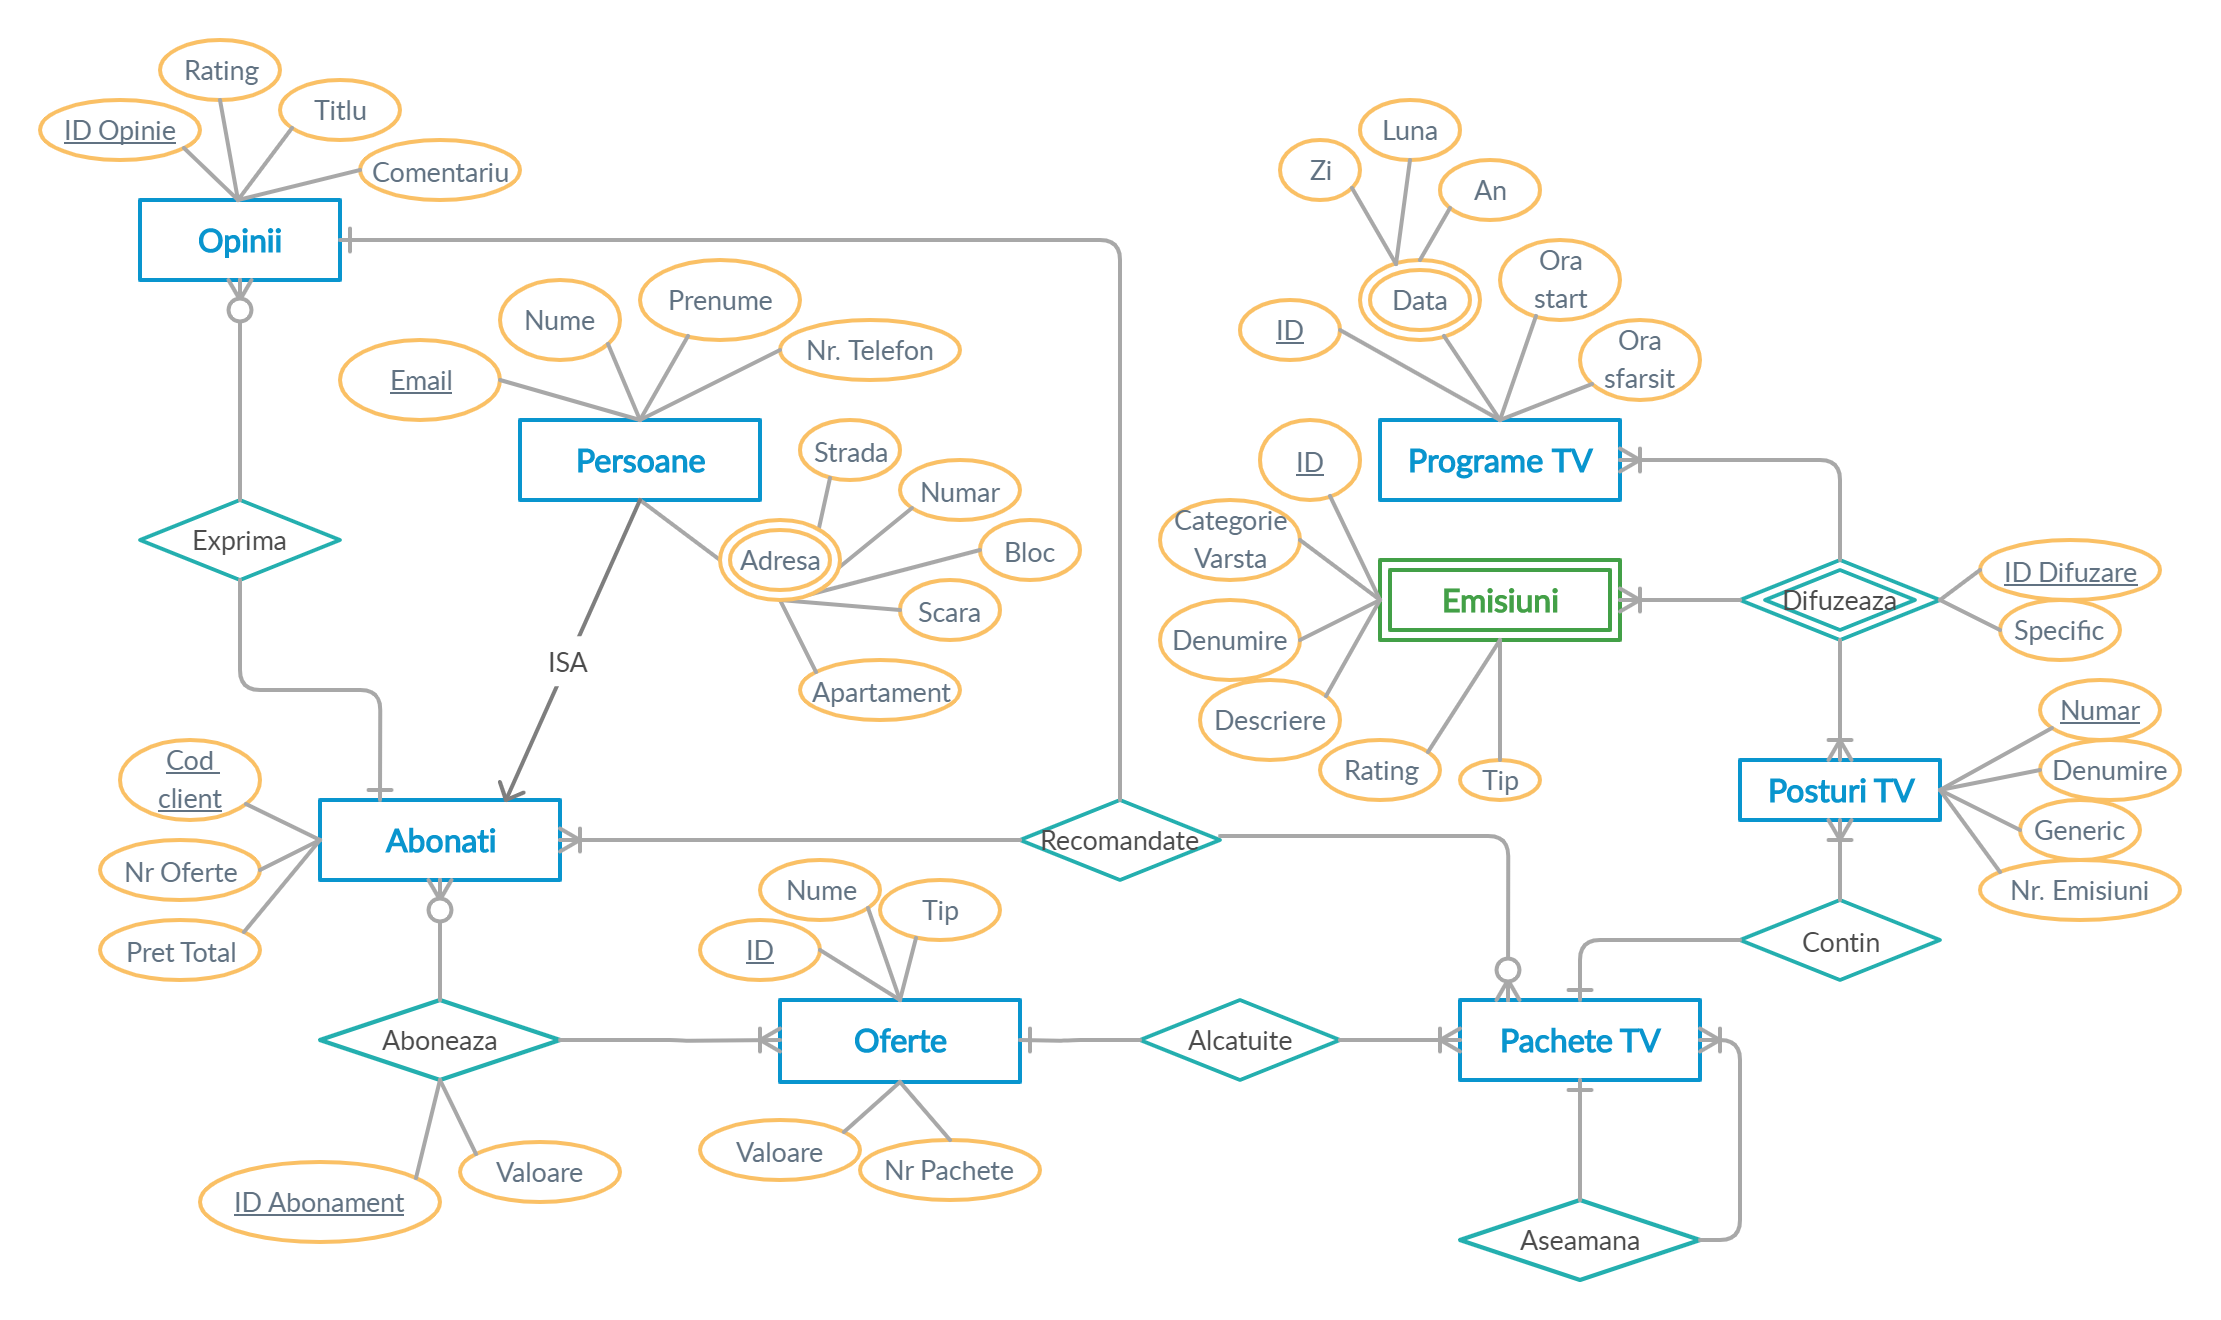 Rating
Titlu
ID Opinie
Comentariu
Opinii
Luna
Zi
An
Data
Ora
start
ID
Ora
sfarsit
Programe TV
Nume
Prenume
Nr. Telefon
Email
Persoane
Strada
Numar
Bloc
Adresa
Scara
Apartament
ISA
Exprima
ID
Categorie
Varsta
Emisiuni
Denumire
Descriere
Rating
Tip
Difuzeaza
ID Difuzare
Specific
Numar
Denumire
Posturi TV
Generic
Nr. Emisiuni
Contin
Cod
client
Abonati
Nr Oferte
Pret Total
Recomandate
Nume
Tip
ID
Aboneaza
Oferte
Alcatuite
Pachete TV
Valoare
Nr Pachete
ID Abonament
Valoare
Aseamana